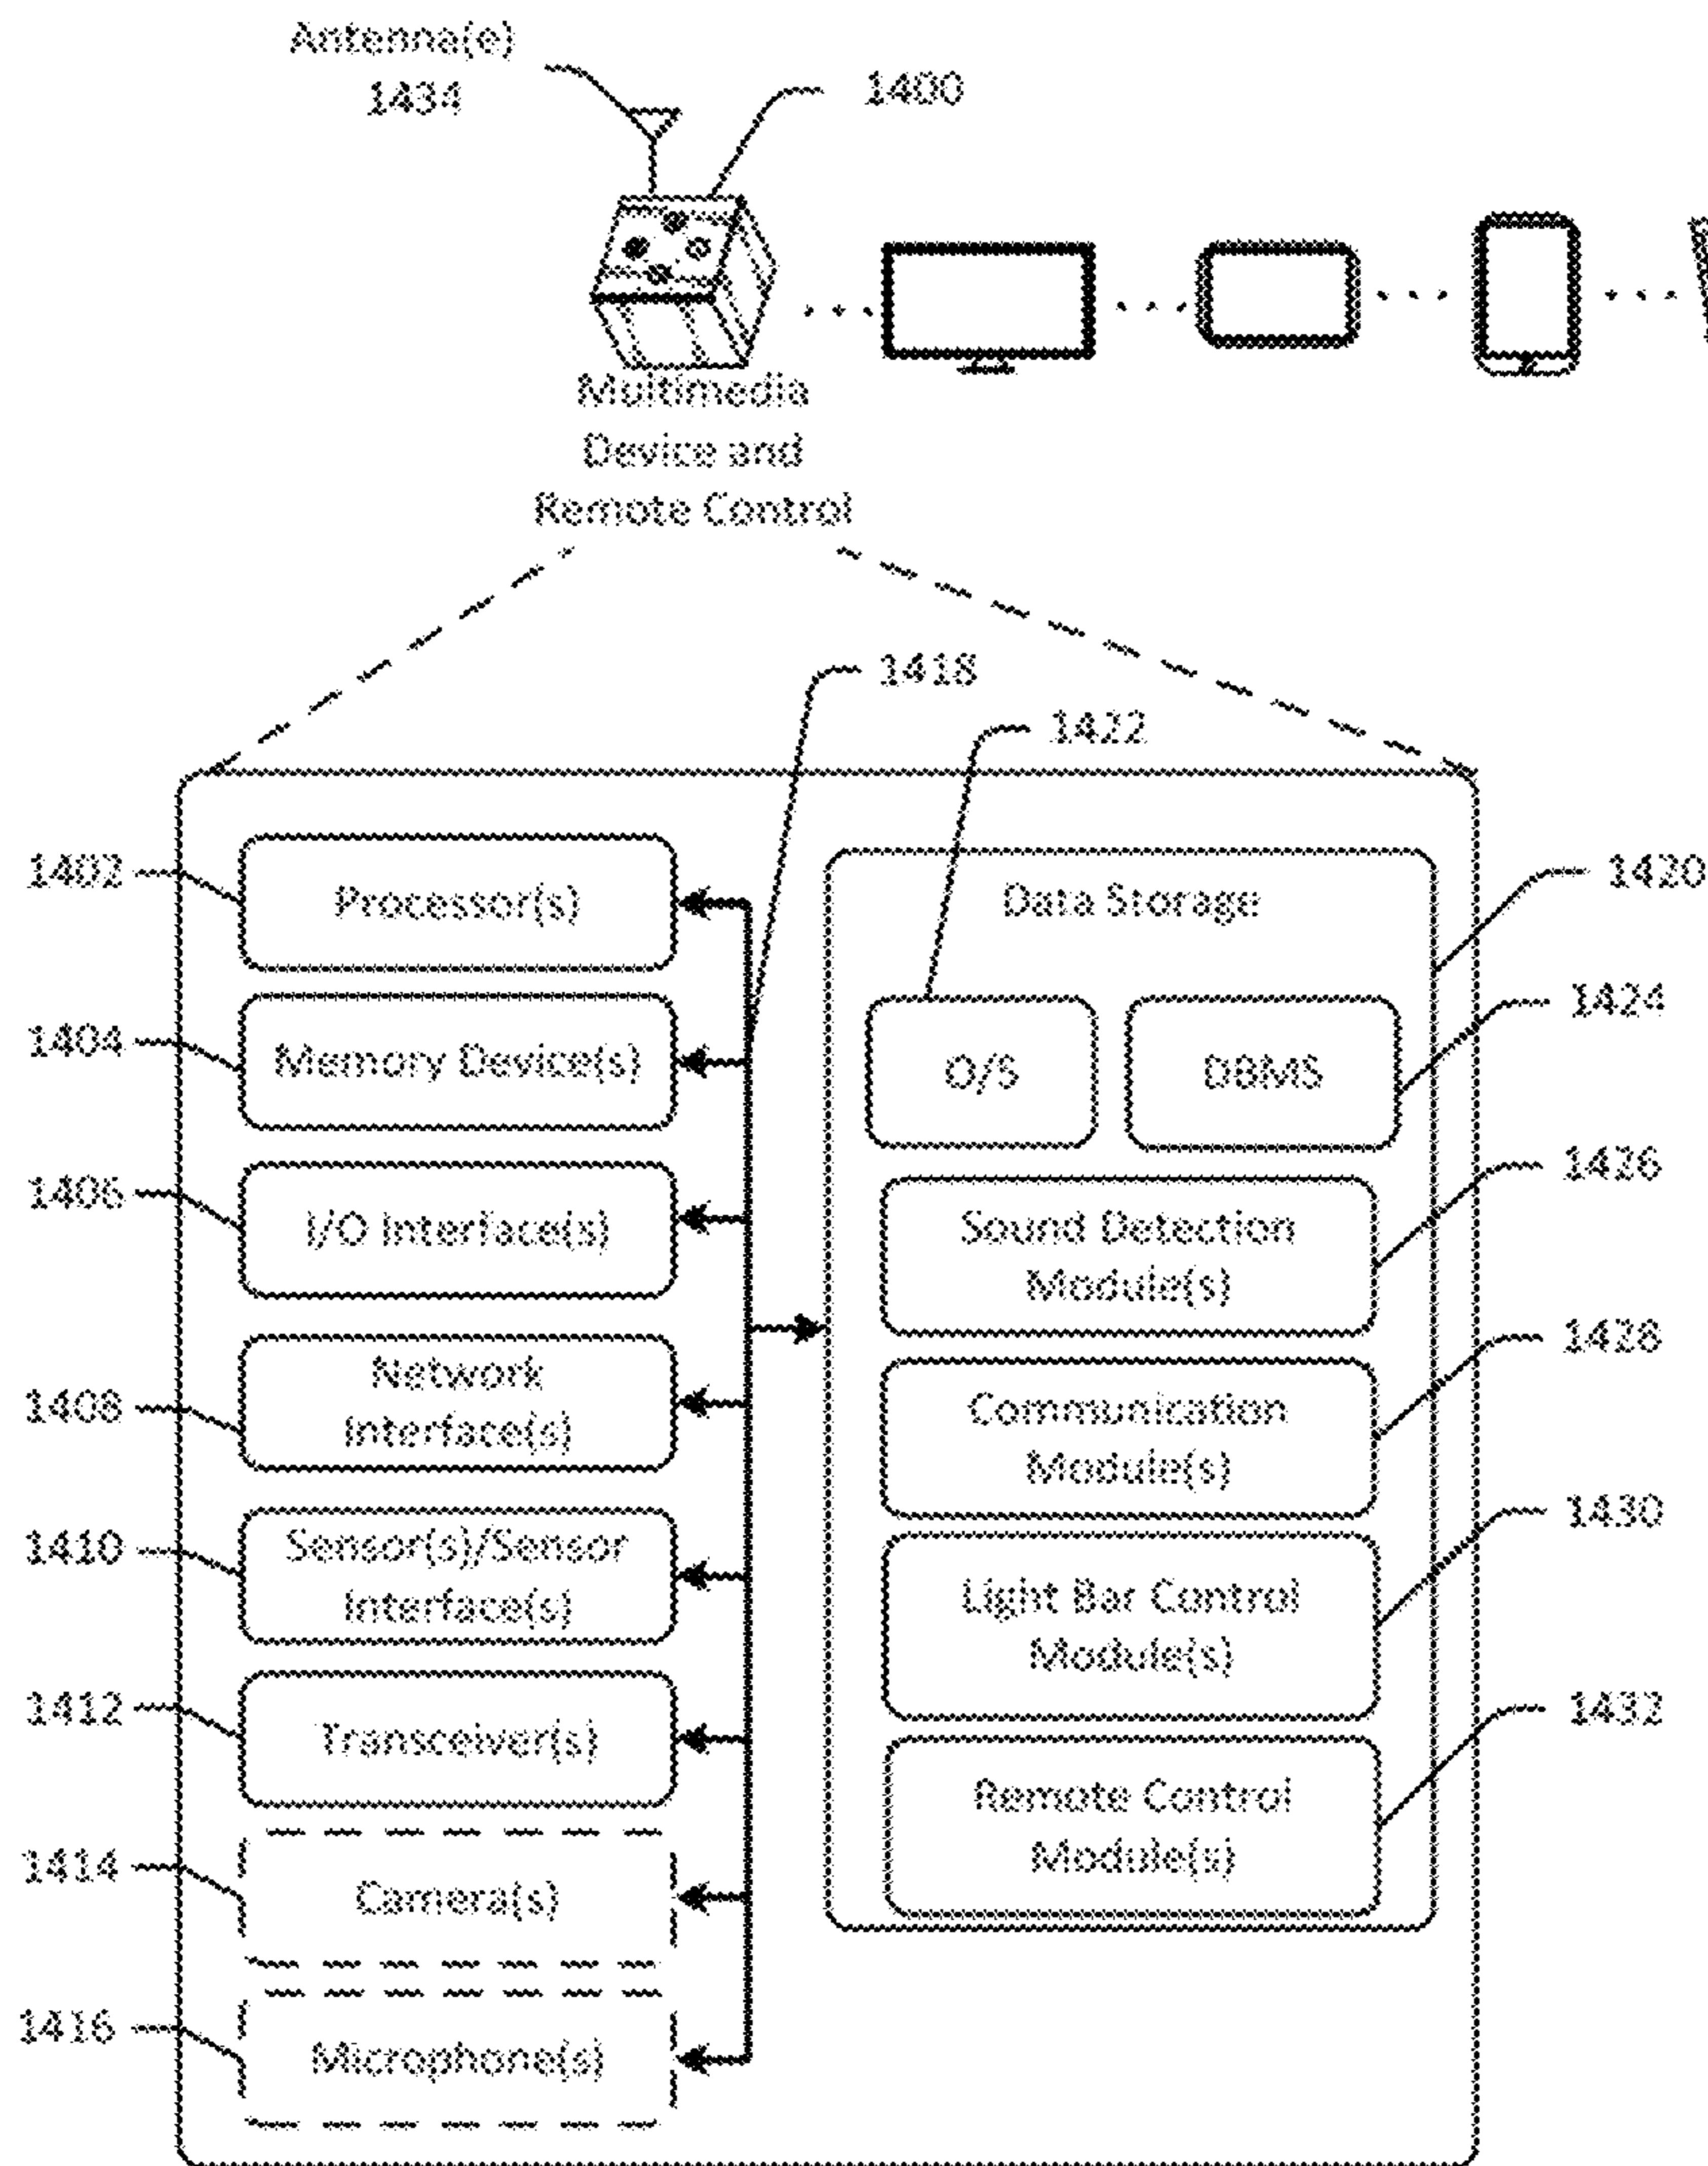 Antenna(e)
1434
1400
Multimedia
Device and
Remote Control
1418
1422
1402
Processor(s)
1404
Memory Device(s)
1406
I/O Interface(s)
1408
Network
Interface(s)
1410
Sensor(s)/Sensor
Interface(s)
1412
Transceiver(s)
1414
Camera(s)
1416
Microphone(s)
Data Storage
1420
O/S
DBMS
1424
Sound Detection
Module(s)
1426
Communication
Module(s)
1428
Light Bar Control
Module(s)
1430
Remote Control
Module(s)
1432